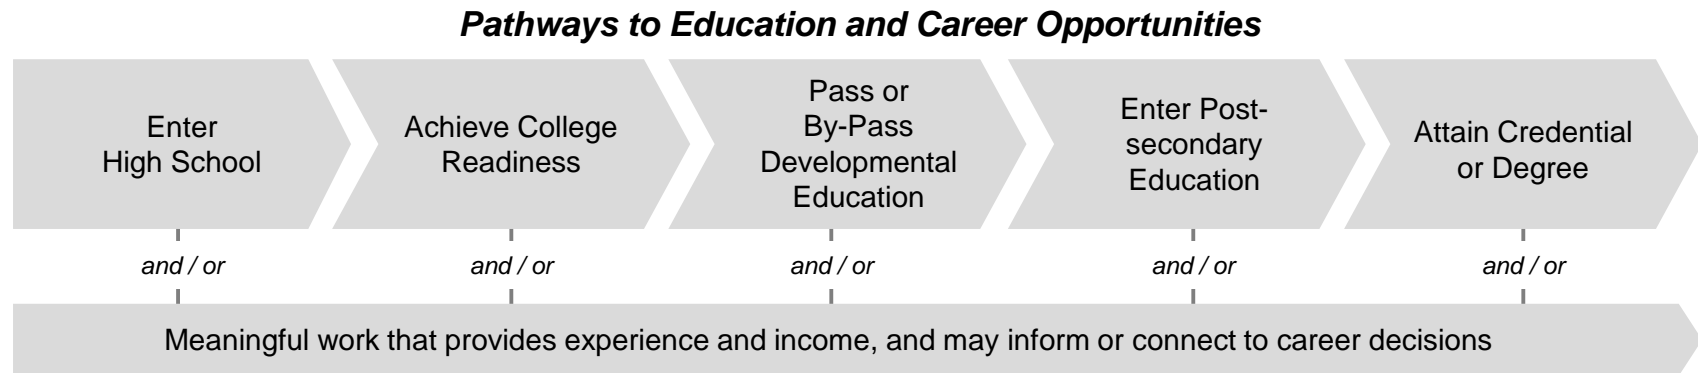 Pathways to Education and Career Opportunities
Enter
High School
Achieve College
Readiness
Pass or
By-Pass
Developmental
Education
Enter Post-
secondary
Education
Attain Credential
or Degree
and / or
and / or
and / or
and / or
and / or
Meaningful work that provides experience and income, and may inform or connect to career decisions